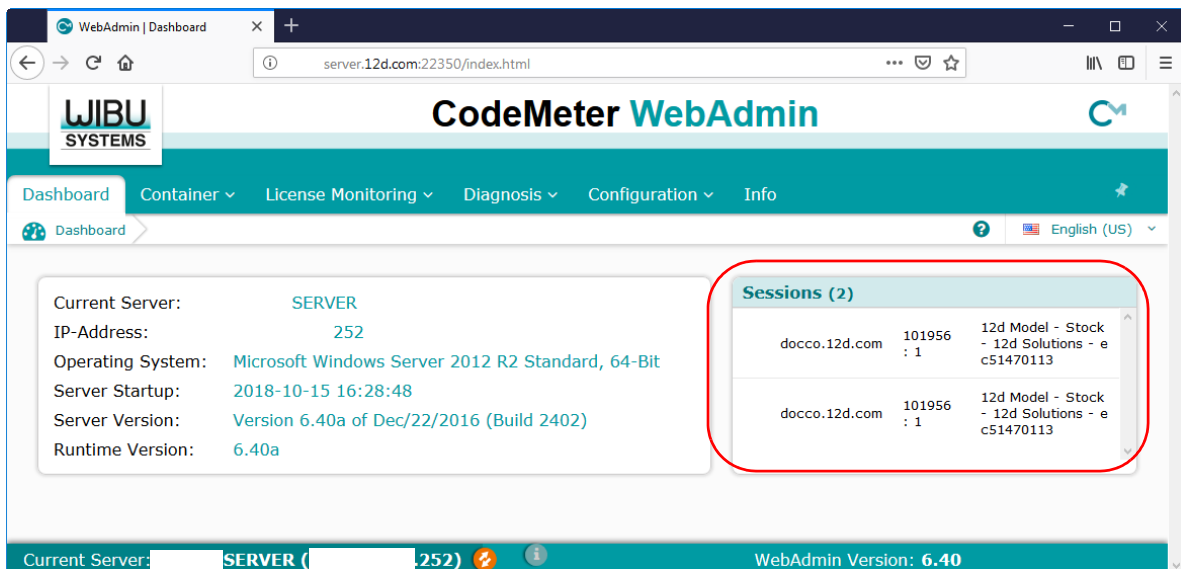 WebAdmin | Dashboard
server.12d.com:22350/index.html
WIBU
SYSTEMS
CodeMeter WebAdmin
Dashboard Container License Monitoring Diagnosis Configuration Info
Dashboard
? English (US)
Current Server: SERVER
IP-Address: 252
Operating System: Microsoft Windows Server 2012 R2 Standard, 64-Bit
Server Startup: 2018-10-15 16:28:48
Server Version: Version 6.40a of Dec/22/2016 (Build 2402)
Runtime Version: 6.40a
Sessions (2)
docco.12d.com 101956 : 1 12d Model - Stock
- 12d Solutions - e
c51470113
docco.12d.com 101956 : 1 12d Model - Stock
- 12d Solutions - e
c51470113
Current Server: SERVER ( .252) WebAdmin Version: 6.40